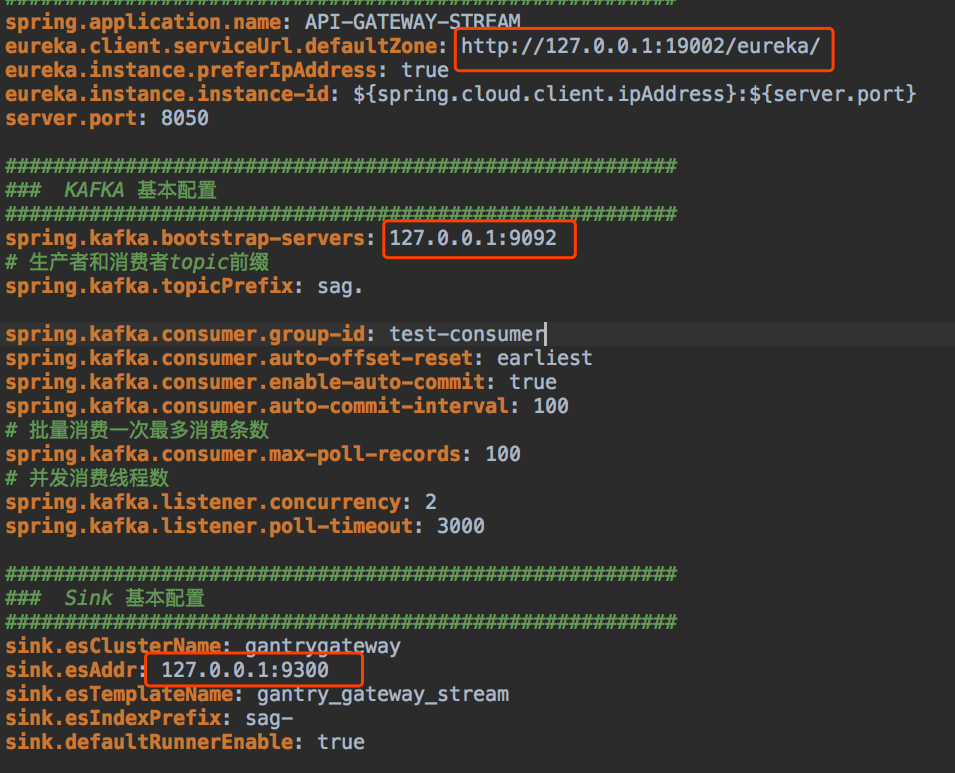 ########################################################
spring.application.name: API-GATEWAY-STREAM
eureka.client.serviceUrl.defaultZone: http://127.0.0.1:19002/eureka/
eureka.instance.preferIpAddress: true
eureka.instance.instance-id: ${spring.cloud.client.ipAddress}:${server.port}
server.port: 8050
########################################################
### KAFKA 基本配置
########################################################
spring.kafka.bootstrap-servers: 127.0.0.1:9092
# 生产者和消费者topic前缀
spring.kafka.topicPrefix: sag.
spring.kafka.consumer.group-id: test-consumer
spring.kafka.consumer.auto-offset-reset: earliest
spring.kafka.consumer.enable-auto-commit: true
spring.kafka.consumer.auto-commit-interval: 100
# 批量消费一次最多消费条数
spring.kafka.consumer.max-poll-records: 100
# 并发消费线程数
spring.kafka.listener.concurrency: 2
spring.kafka.listener.poll-timeout: 3000
########################################################
### Sink 基本配置
########################################################
sink.esClusterName: gantrygateway
sink.esAddr: 127.0.0.1:9300
sink.esTemplateName: gantry_gateway_stream
sink.esIndexPrefix: sag-
sink.defaultRunnerEnable: true